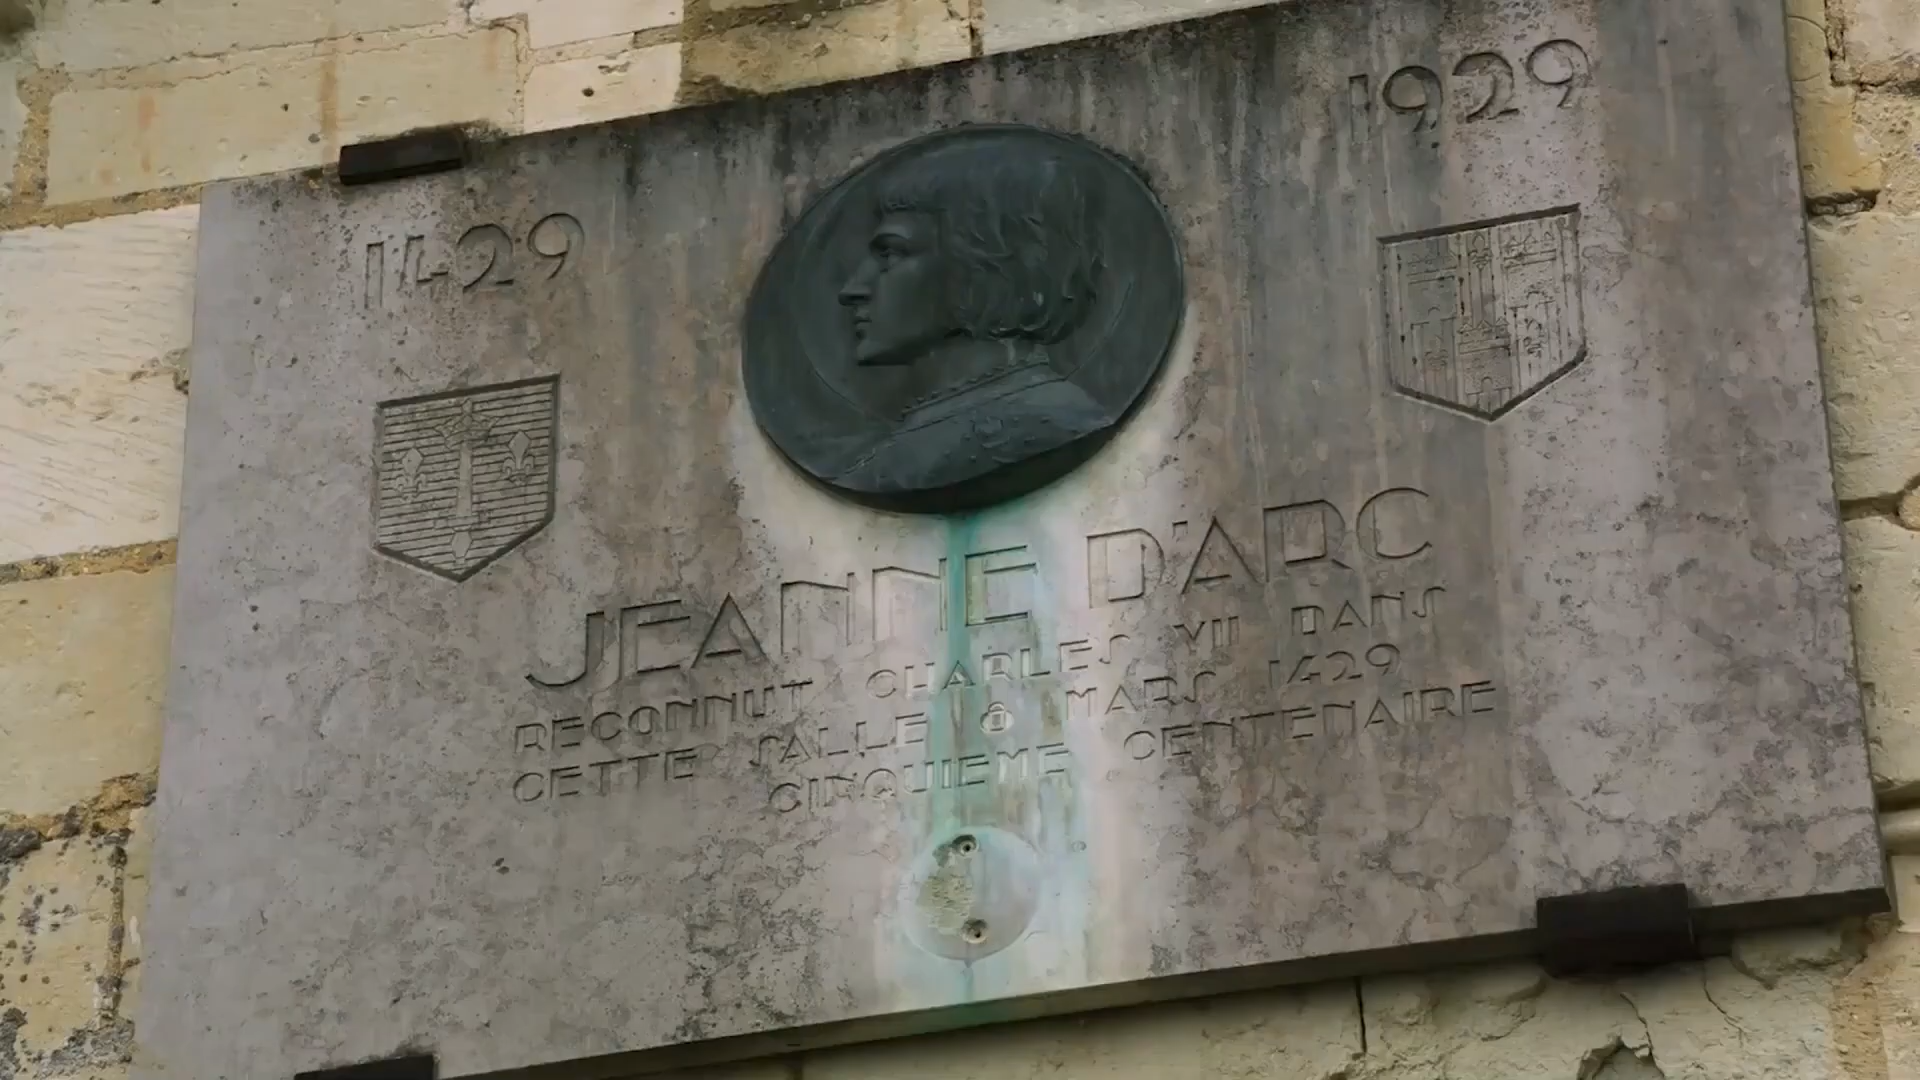 1429 1929
JEANNE D'ARC
RECONNUT CHARLES VII DANS
CETTE SALLE 8 MARS 1429
CINQUIEME CENTENAIRE